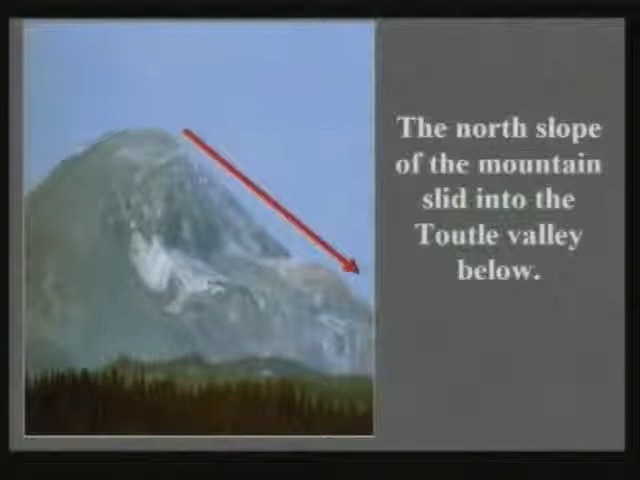 The north slope
of the mountain
slid into the
Toutle valley
below.